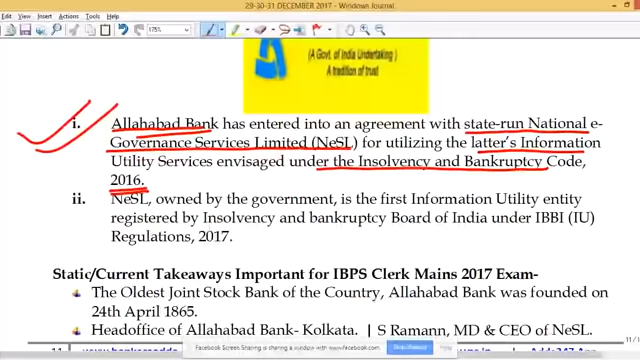 29-30-31 DECEMBER 2017 - Windows Journal
Actions Tools Help
175%
(A Govt. of India Undertaking)
A tradition of trust
i. Allahabad Bank has entered into an agreement with state-run National e-
Governance Services Limited (NeSL) for utilizing the latter's Information
Utility Services envisaged under the Insolvency and Bankruptcy Code,
2016.
ii. NeSL, owned by the government, is the first Information Utility entity
registered by Insolvency and bankruptcy Board of India under IBBI (IU)
Regulations, 2017.
Static/Current Takeaways Important for IBPS Clerk Mains 2017 Exam-
The Oldest Joint Stock Bank of the Country, Allahabad Bank was founded on
24th April 1865.
Headoffice of Allahabad Bank- Kolkata. | S Ramann, MD & CEO of NeSL.
Facebook Screen Sharing is sharing a window with www.facebook.com.
Stop sharing
Hide